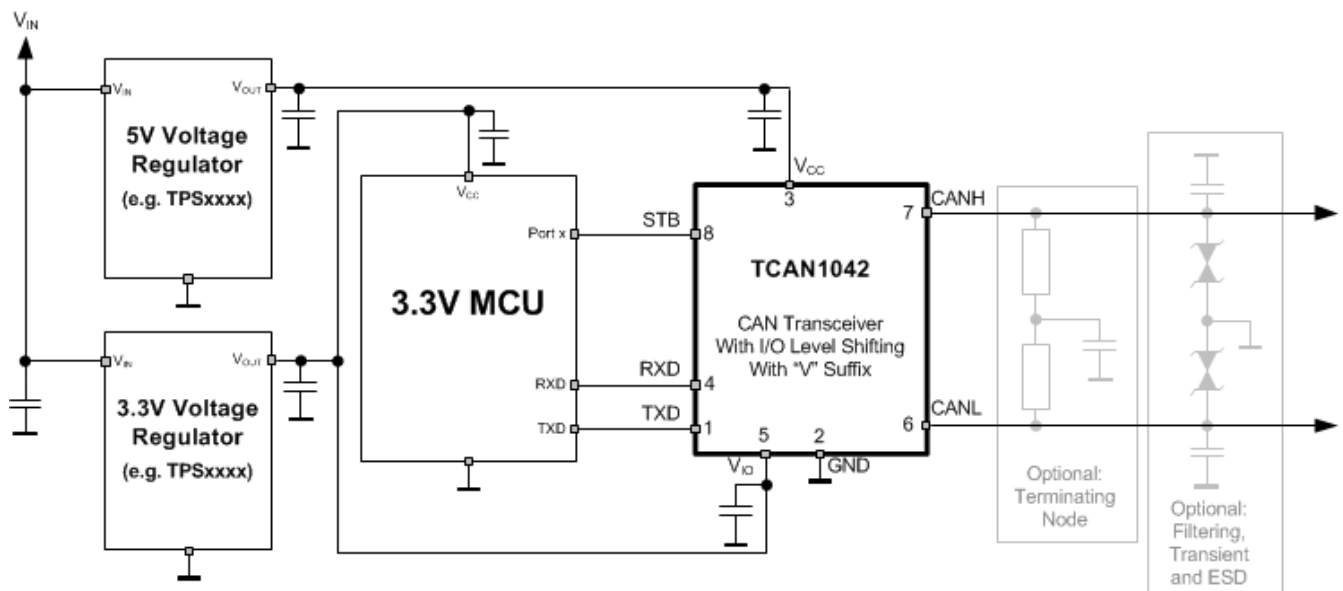 VIN
VIN
VOUT
5V Voltage
Regulator
(e.g. TPSxxxx)
VIN
VOUT
3.3V Voltage
Regulator
(e.g. TPSxxxx)
VCC
Port x
3.3V MCU
RXD
TXD
STB
RXD
TXD
VCC
3
8
7
CANH
TCAN1042
CAN Transceiver
With I/O Level Shifting
With "V" Suffix
4
1
5
2
6
CANL
VIO
GND
Optional:
Terminating
Node
Optional:
Filtering,
Transient
and ESD